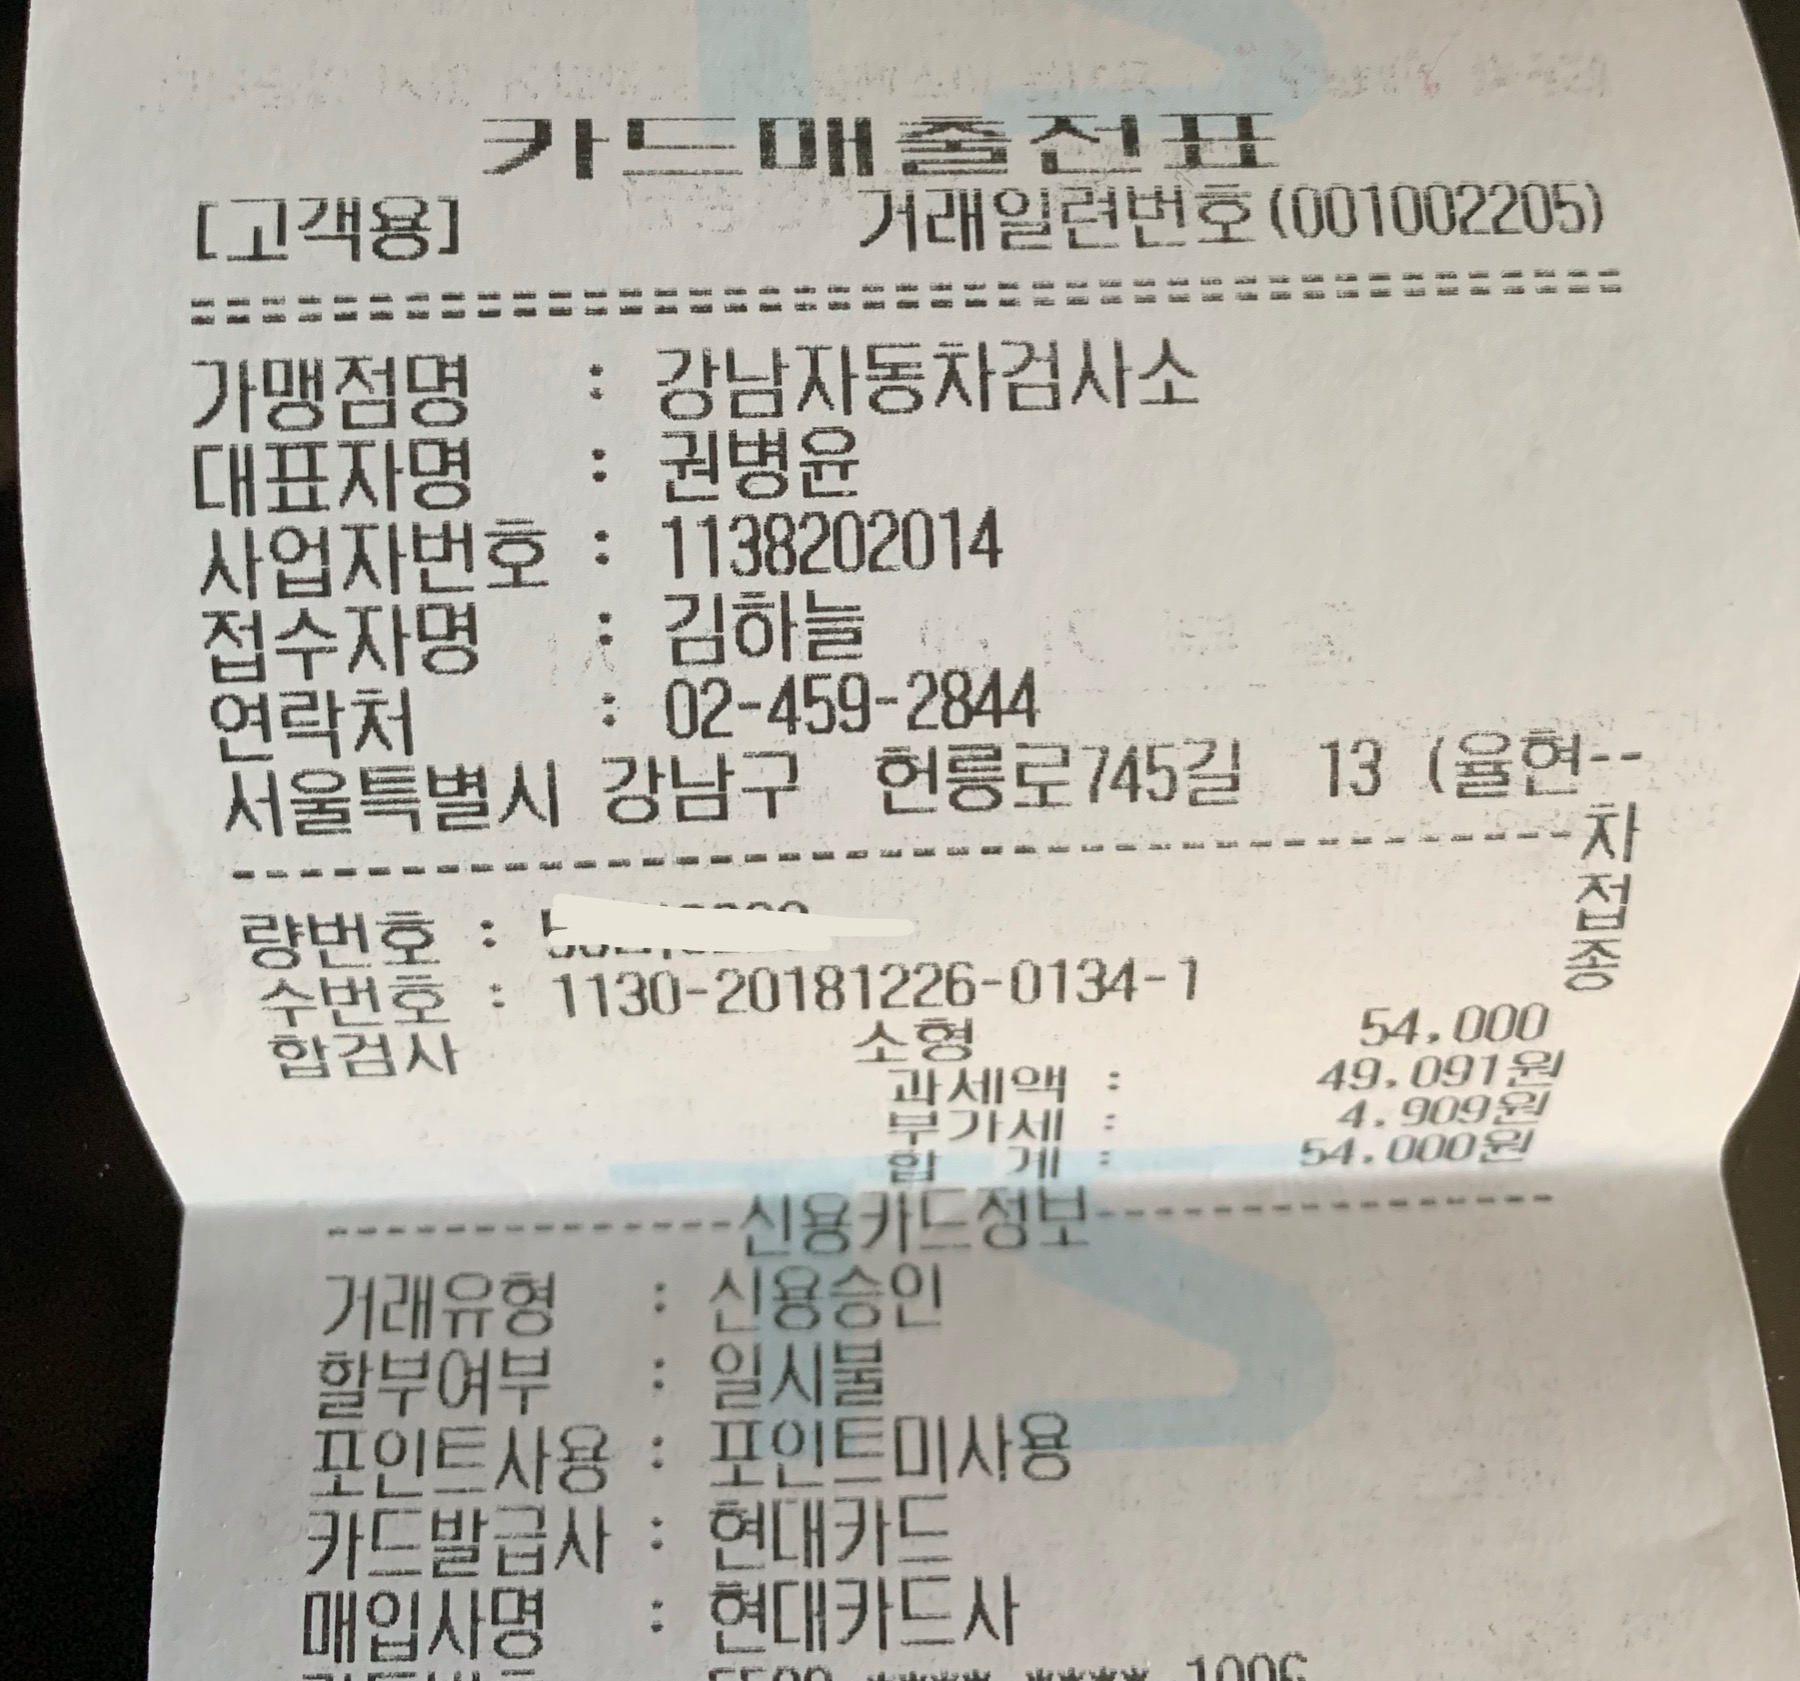 카드매출전표
[고객용] 거래일련번호(001002205)
가맹점명 : 강남자동차검사소
대표자명 : 권병윤
사업자번호 : 1138202014
접수자명 : 김하늘
연락처 : 02-459-2844
서울특별시 강남구 헌릉로745길 13 (율현--
--차
량번호 :
접
수번호 : 1130-20181226-0134-1
종
합검사 소형 54,000
과세액 : 49,091원
부가세 : 4,909원
합 계 : 54,000원
신용카드정보
거래유형 : 신용승인
할부여부 : 일시불
포인트사용 : 포인트미사용
카드발급사 : 현대카드
매입사명 : 현대카드사